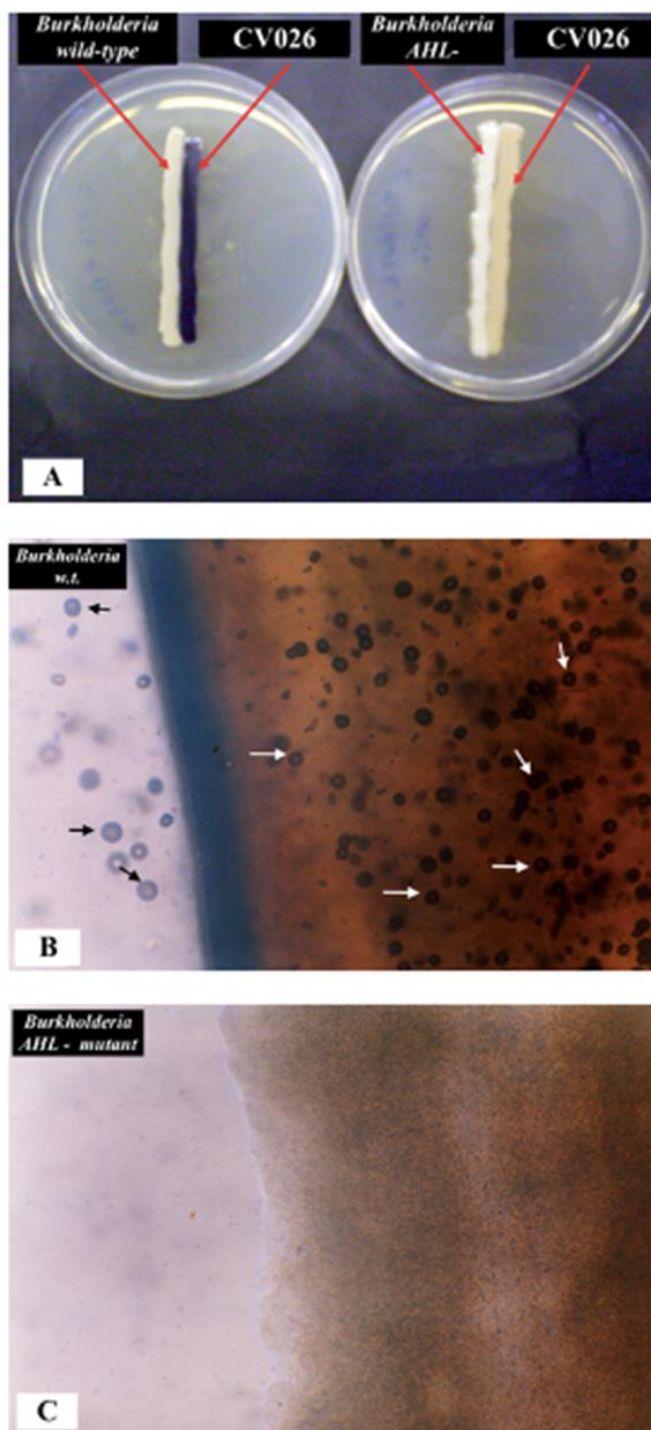 Burkholderia
wild-type
CV026
Burkholderia
AHL-
CV026
A
Burkholderia
w.t.
B
Burkholderia
AHL - mutant
C